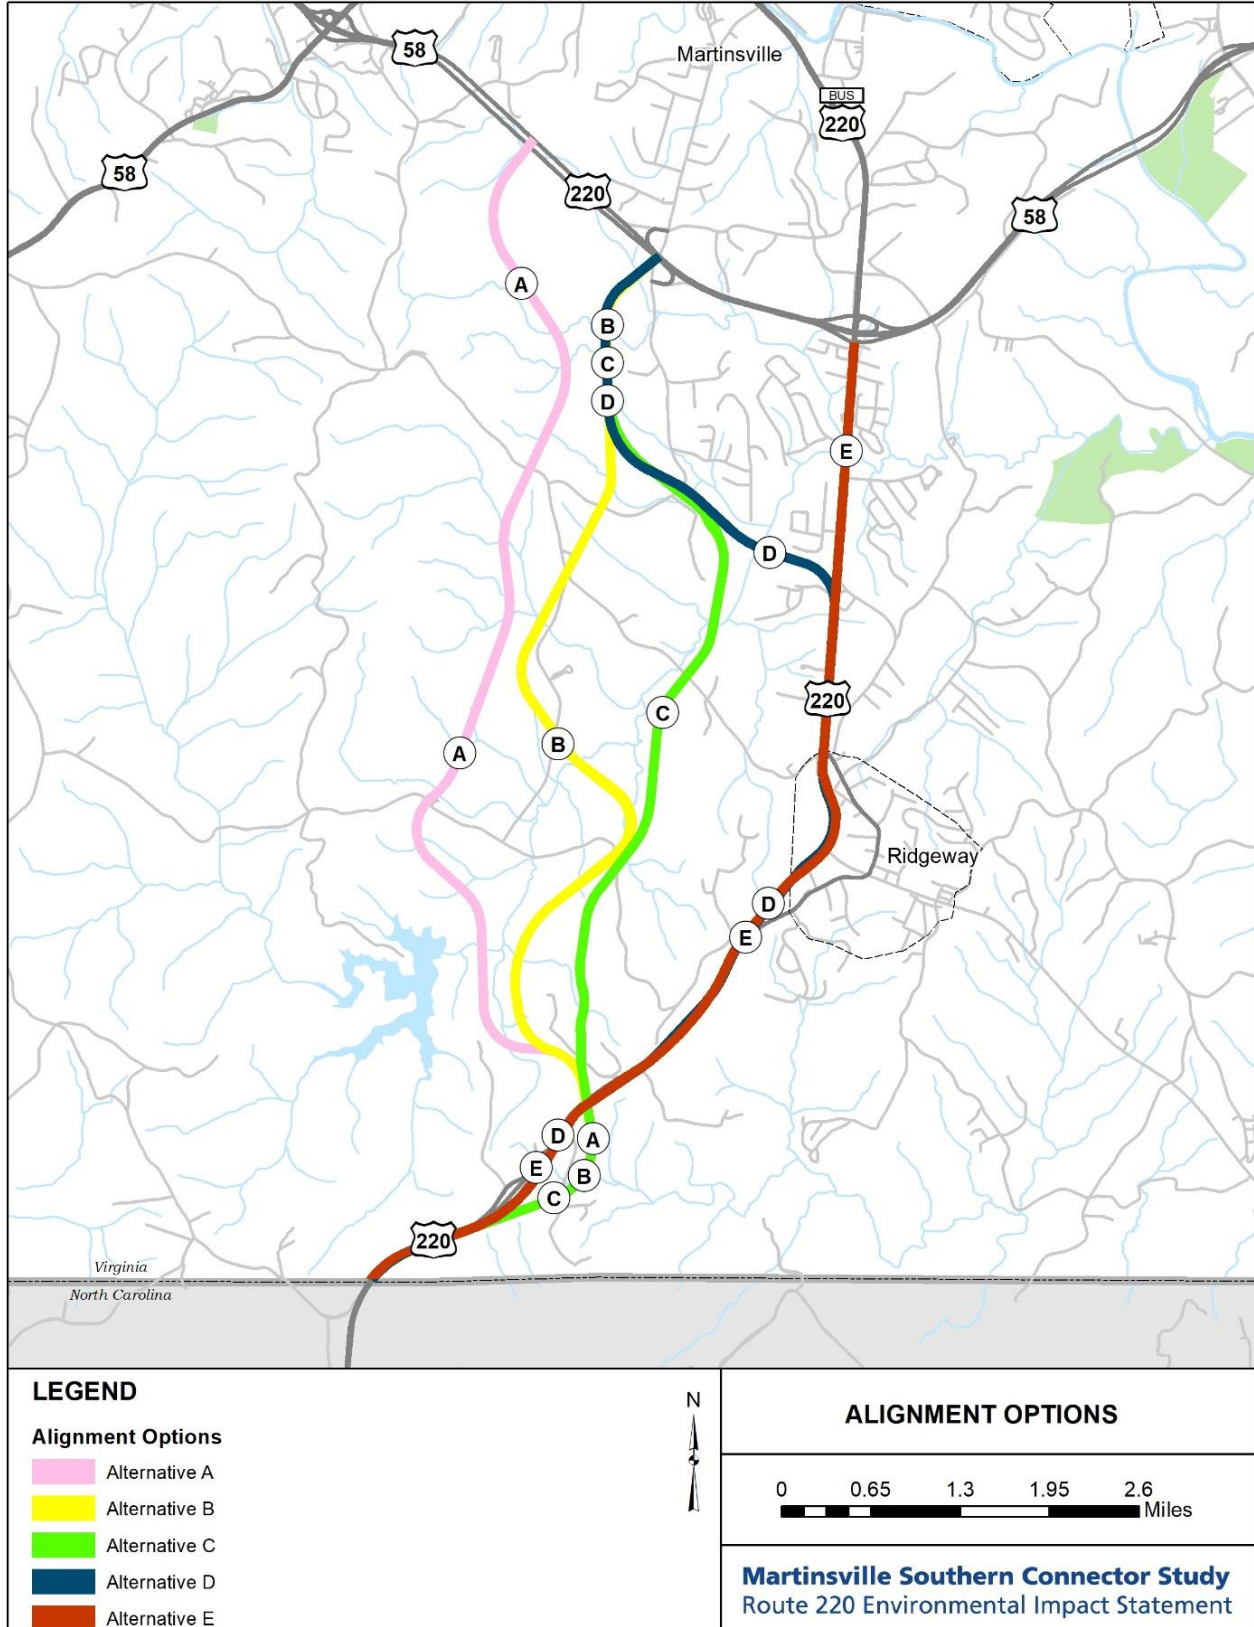 58
Martinsville
BUS
220
58
220
58
A
B
C
D
E
D
220
C
B
A
Ridgeway
D
E
D
A
E
B
C
220
Virginia
North Carolina
LEGEND
Alignment Options
Alternative A
Alternative B
Alternative C
Alternative D
Alternative E
N
ALIGNMENT OPTIONS
0 0.65 1.3 1.95 2.6
Miles
Martinsville Southern Connector Study
Route 220 Environmental Impact Statement